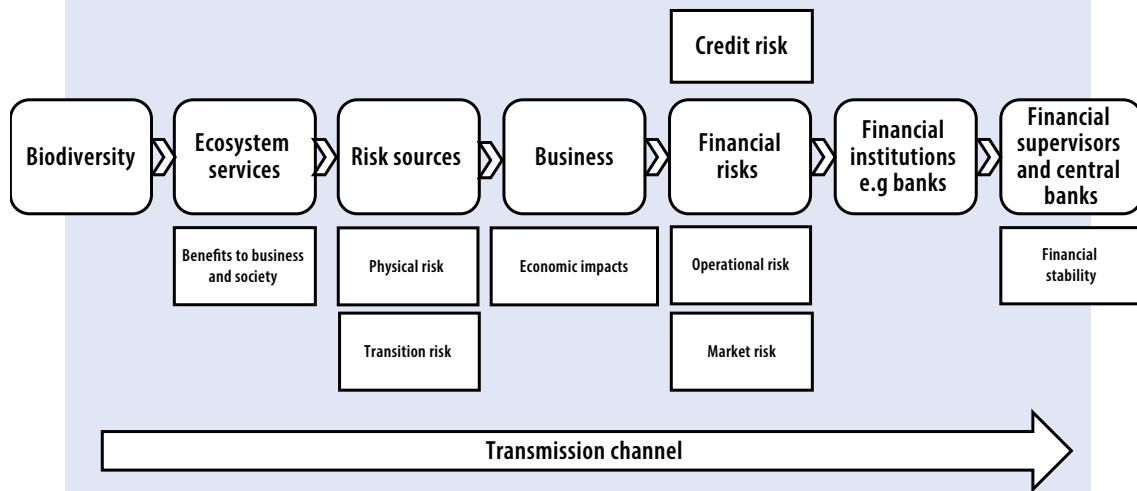 Credit risk
Biodiversity
Ecosystem
services
Risk sources
Business
Financial
risks
Financial
institutions
e.g banks
Financial
supervisors
and central
banks
Benefits to business
and society
Physical risk
Economic impacts
Operational risk
Financial
stability
Transition risk
Market risk
Transmission channel